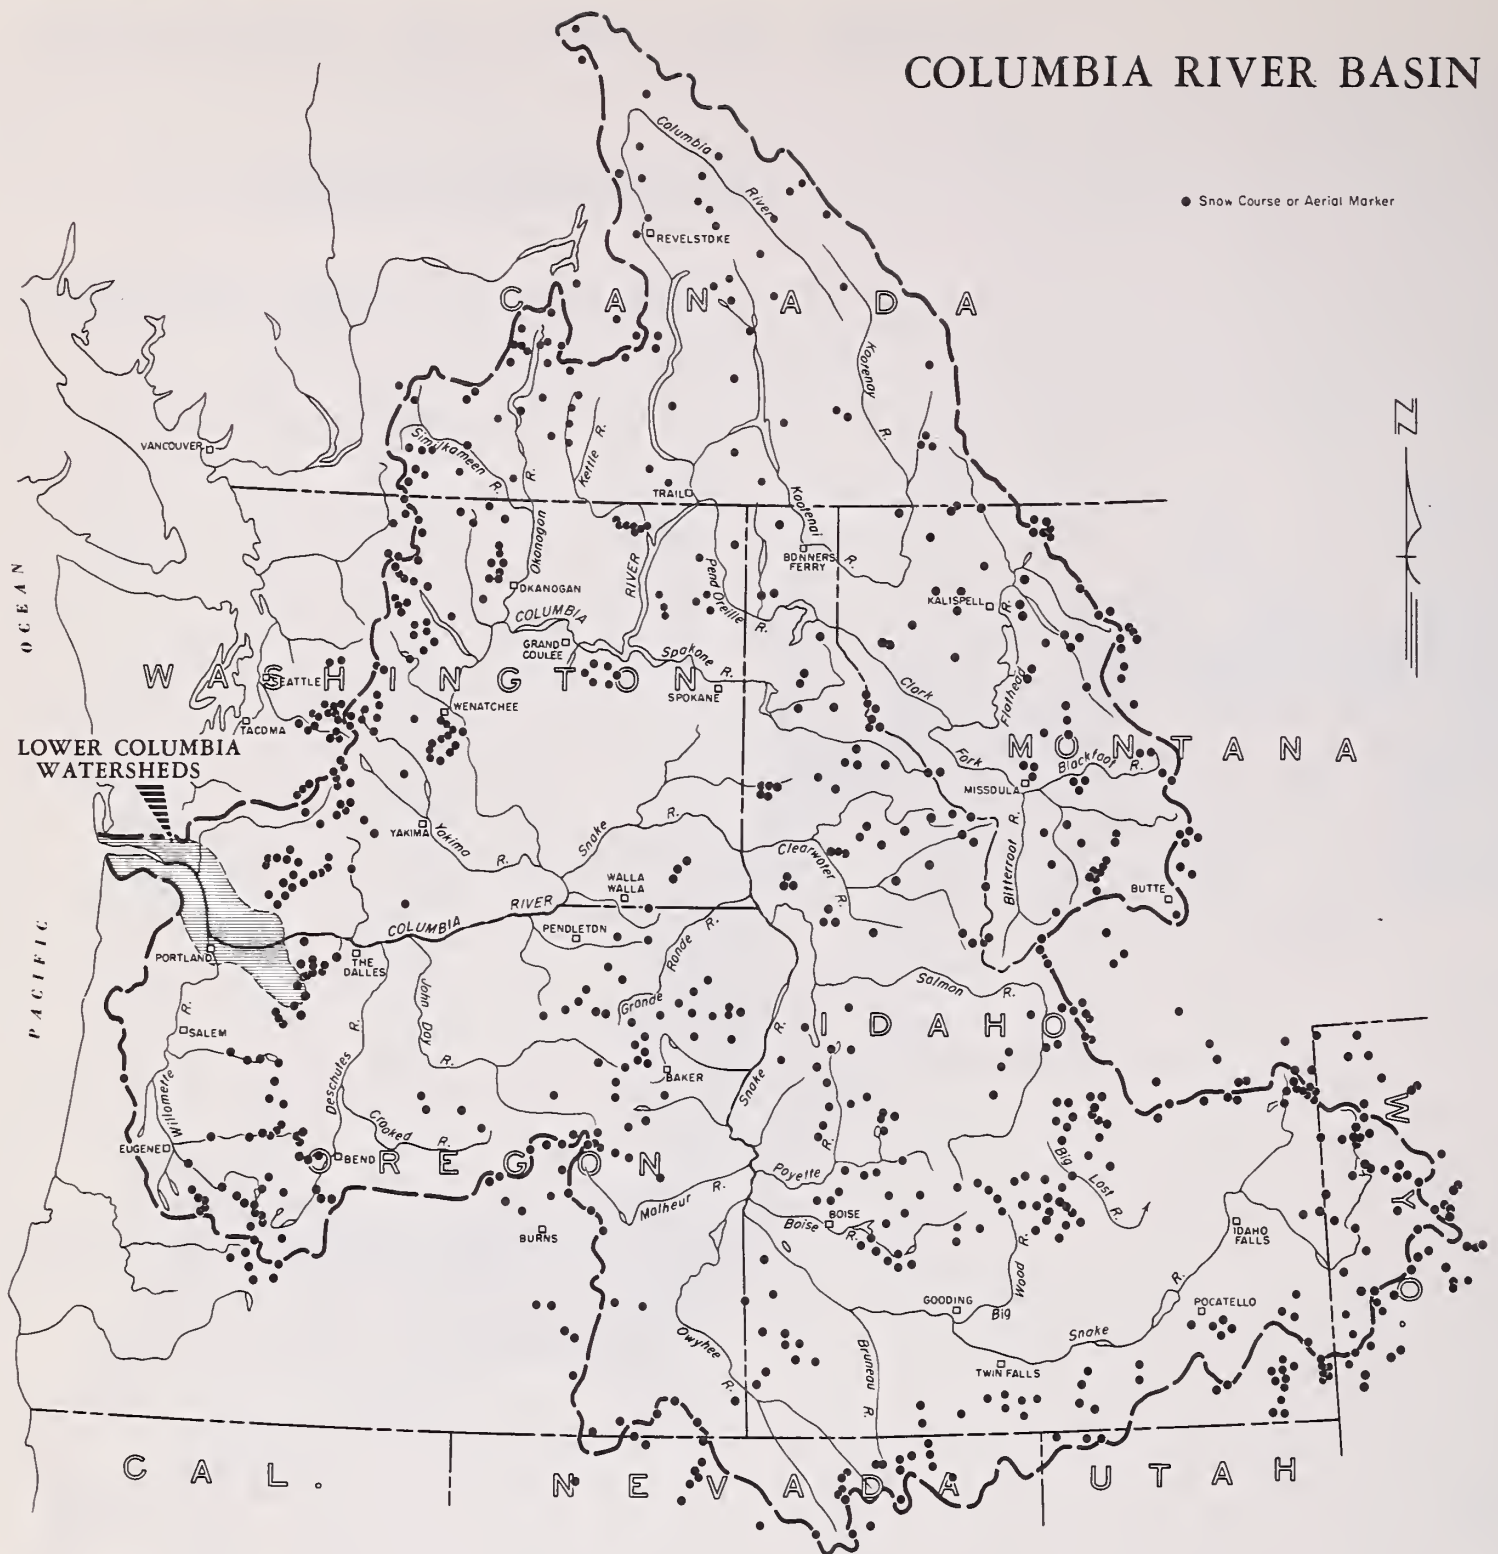 COLUMBIA RIVER BASIN
Snow Course or Aerial Marker
Columbia
River
REVELSTOKE
CANADA
Kootenay
R.
VANCOUVER
Similkameen R.
Kettle R.
R.
TRAIL
Okanogan
Kootenai
R.
BONNERS
FERRY
OKANOGAN
COLUMBIA
RIVER
Pend Oreille
R.
KALISPELL
R.
GRAND
COULEE
Spokane
R.
SPOKANE
OCEAN
WASHINGTON
SEATTLE
WENATCHEE
TACOMA
Clark
Flathead
Fork
MONTANA
LOWER COLUMBIA
WATERSHEDS
MISSOULA
Blackfoot R.
YAKIMA
Yakima
R.
Snake
R.
Clearwater
R.
Bitterroot R.
BUTTE
WALLA
WALLA
COLUMBIA
RIVER
PENDLETON
PACIFIC
PORTLAND
THE
DALLES
John Day
R.
Grande
Ronde
R.
Salmon
R.
IDAHO
R.
SALEM
Deschutes
R.
BAKER
Snake
R.
Willamette
EUGENE
Crooked
R.
BEND
OREGON
Malheur
R.
Payette
R.
Big
Lost R.
WYO.
BURNS
Boise
R.
BOISE
IDAHO
FALLS
GOODING
Big
Wood
R.
POCATELLO
Snake
R.
Owyhee
R.
Bruneau
R.
TWIN FALLS
CAL.
NEVADA
UTAH